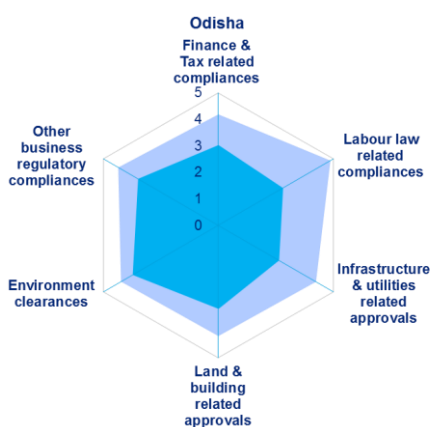 Odisha
Finance &
Tax related
compliances
5
4
3
2
1
0
Labour law
related
compliances
Infrastructure
& utilities
related
approvals
Land &
building
related
approvals
Environment
clearances
Other
business
regulatory
compliances